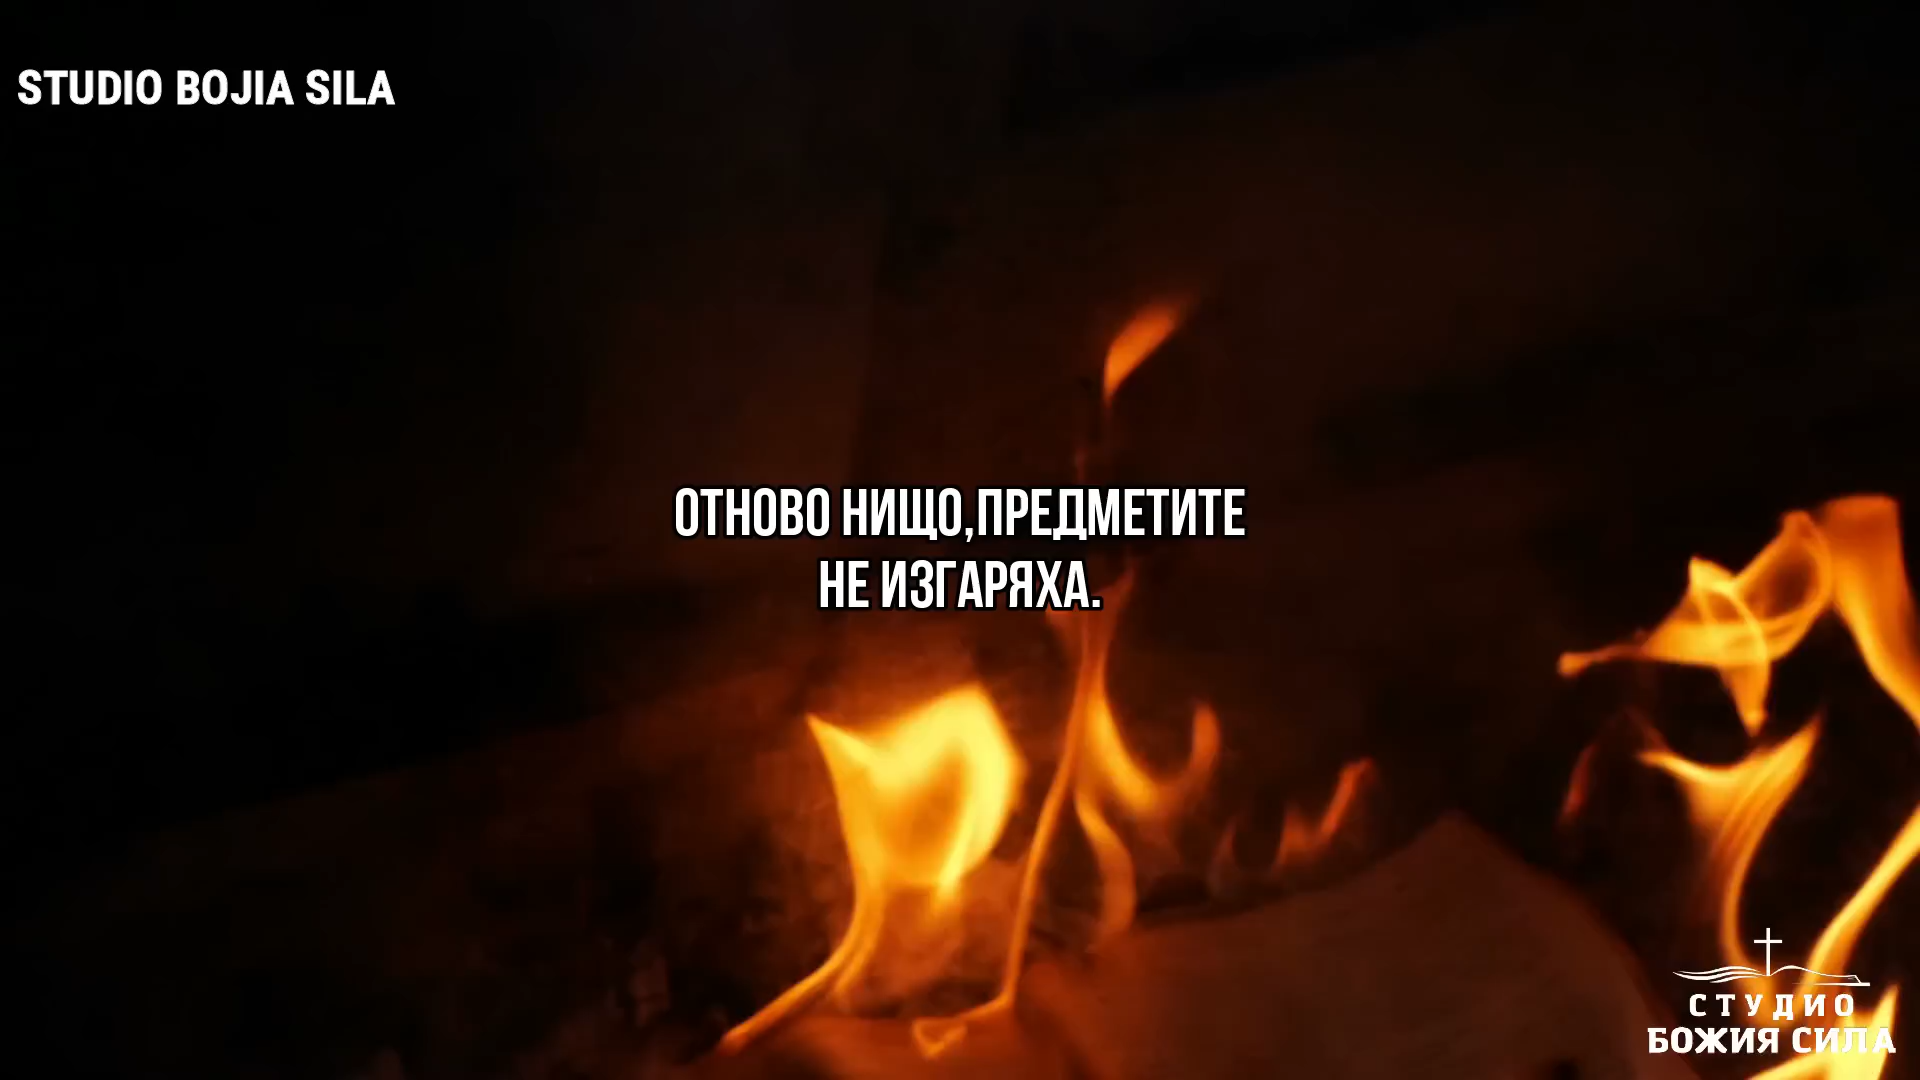 STUDIO BOJIA SILA
ОТНОВО НИЩО,ПРЕДМЕТИТЕ
НЕ ИЗГАРЯХА.
СТУДИО
БОЖИЯ СИЛА